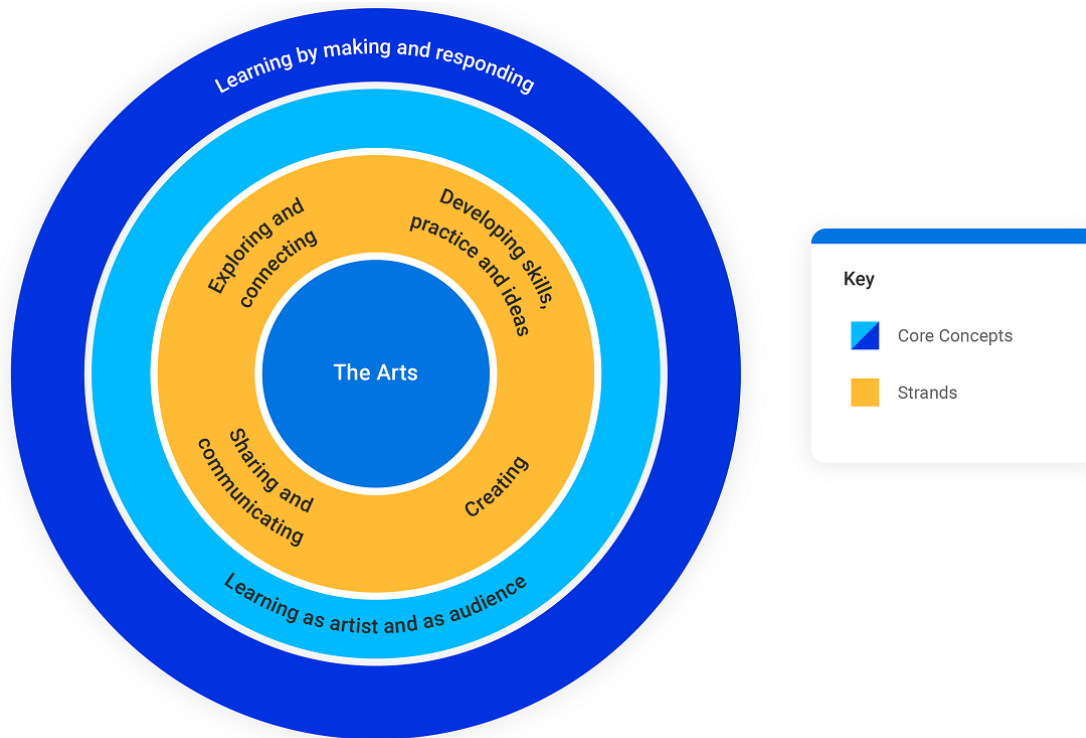 Learning by making and responding
Exploring and
connecting
Developing skills,
practice and ideas
The Arts
Sharing and
communicating
Creating
Learning as artist and as audience
Key
Core Concepts
Strands